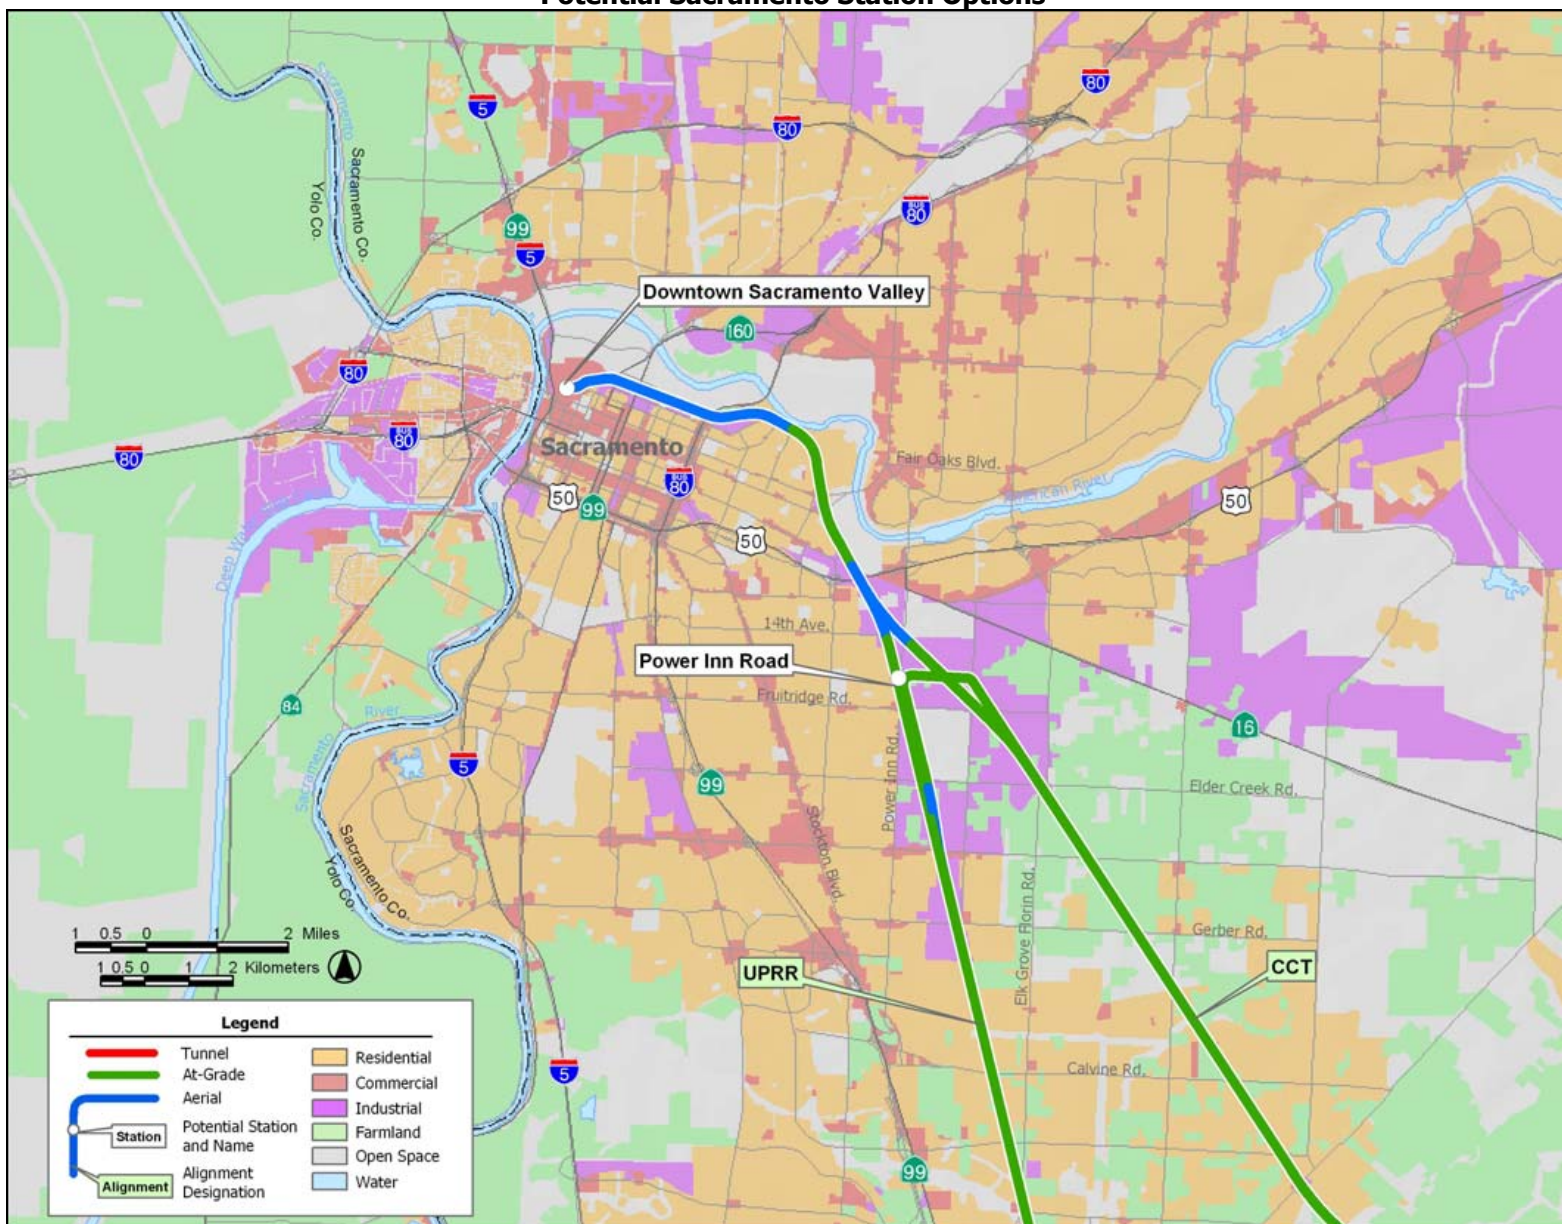 Potential Sacramento Station Options
80
5
80
Sacramento
Sacramento Co.
Yolo Co.
BUS
80
99
5
Downtown Sacramento Valley
160
80
BUS
80
80
Sacramento
Fair Oaks Blvd.
BUS
80
American River
50
99
50
50
Deep Wa
14th Ave.
Power Inn Road
Fruitridge Rd.
84
River
16
Sacramento
5
Power Inn Rd.
99
Elder Creek Rd.
Stockton Blvd.
Sacramento Co.
Yolo Co.
Elk Grove Florin Rd.
Gerber Rd.
1 0.5 0 1 2 Miles
1 0.5 0 1 2 Kilometers
UPRR
CCT
Calvine Rd.
5
99
Legend
Tunnel
At-Grade
Aerial
Station
Potential Station
and Name
Alignment
Alignment
Designation
Residential
Commercial
Industrial
Farmland
Open Space
Water